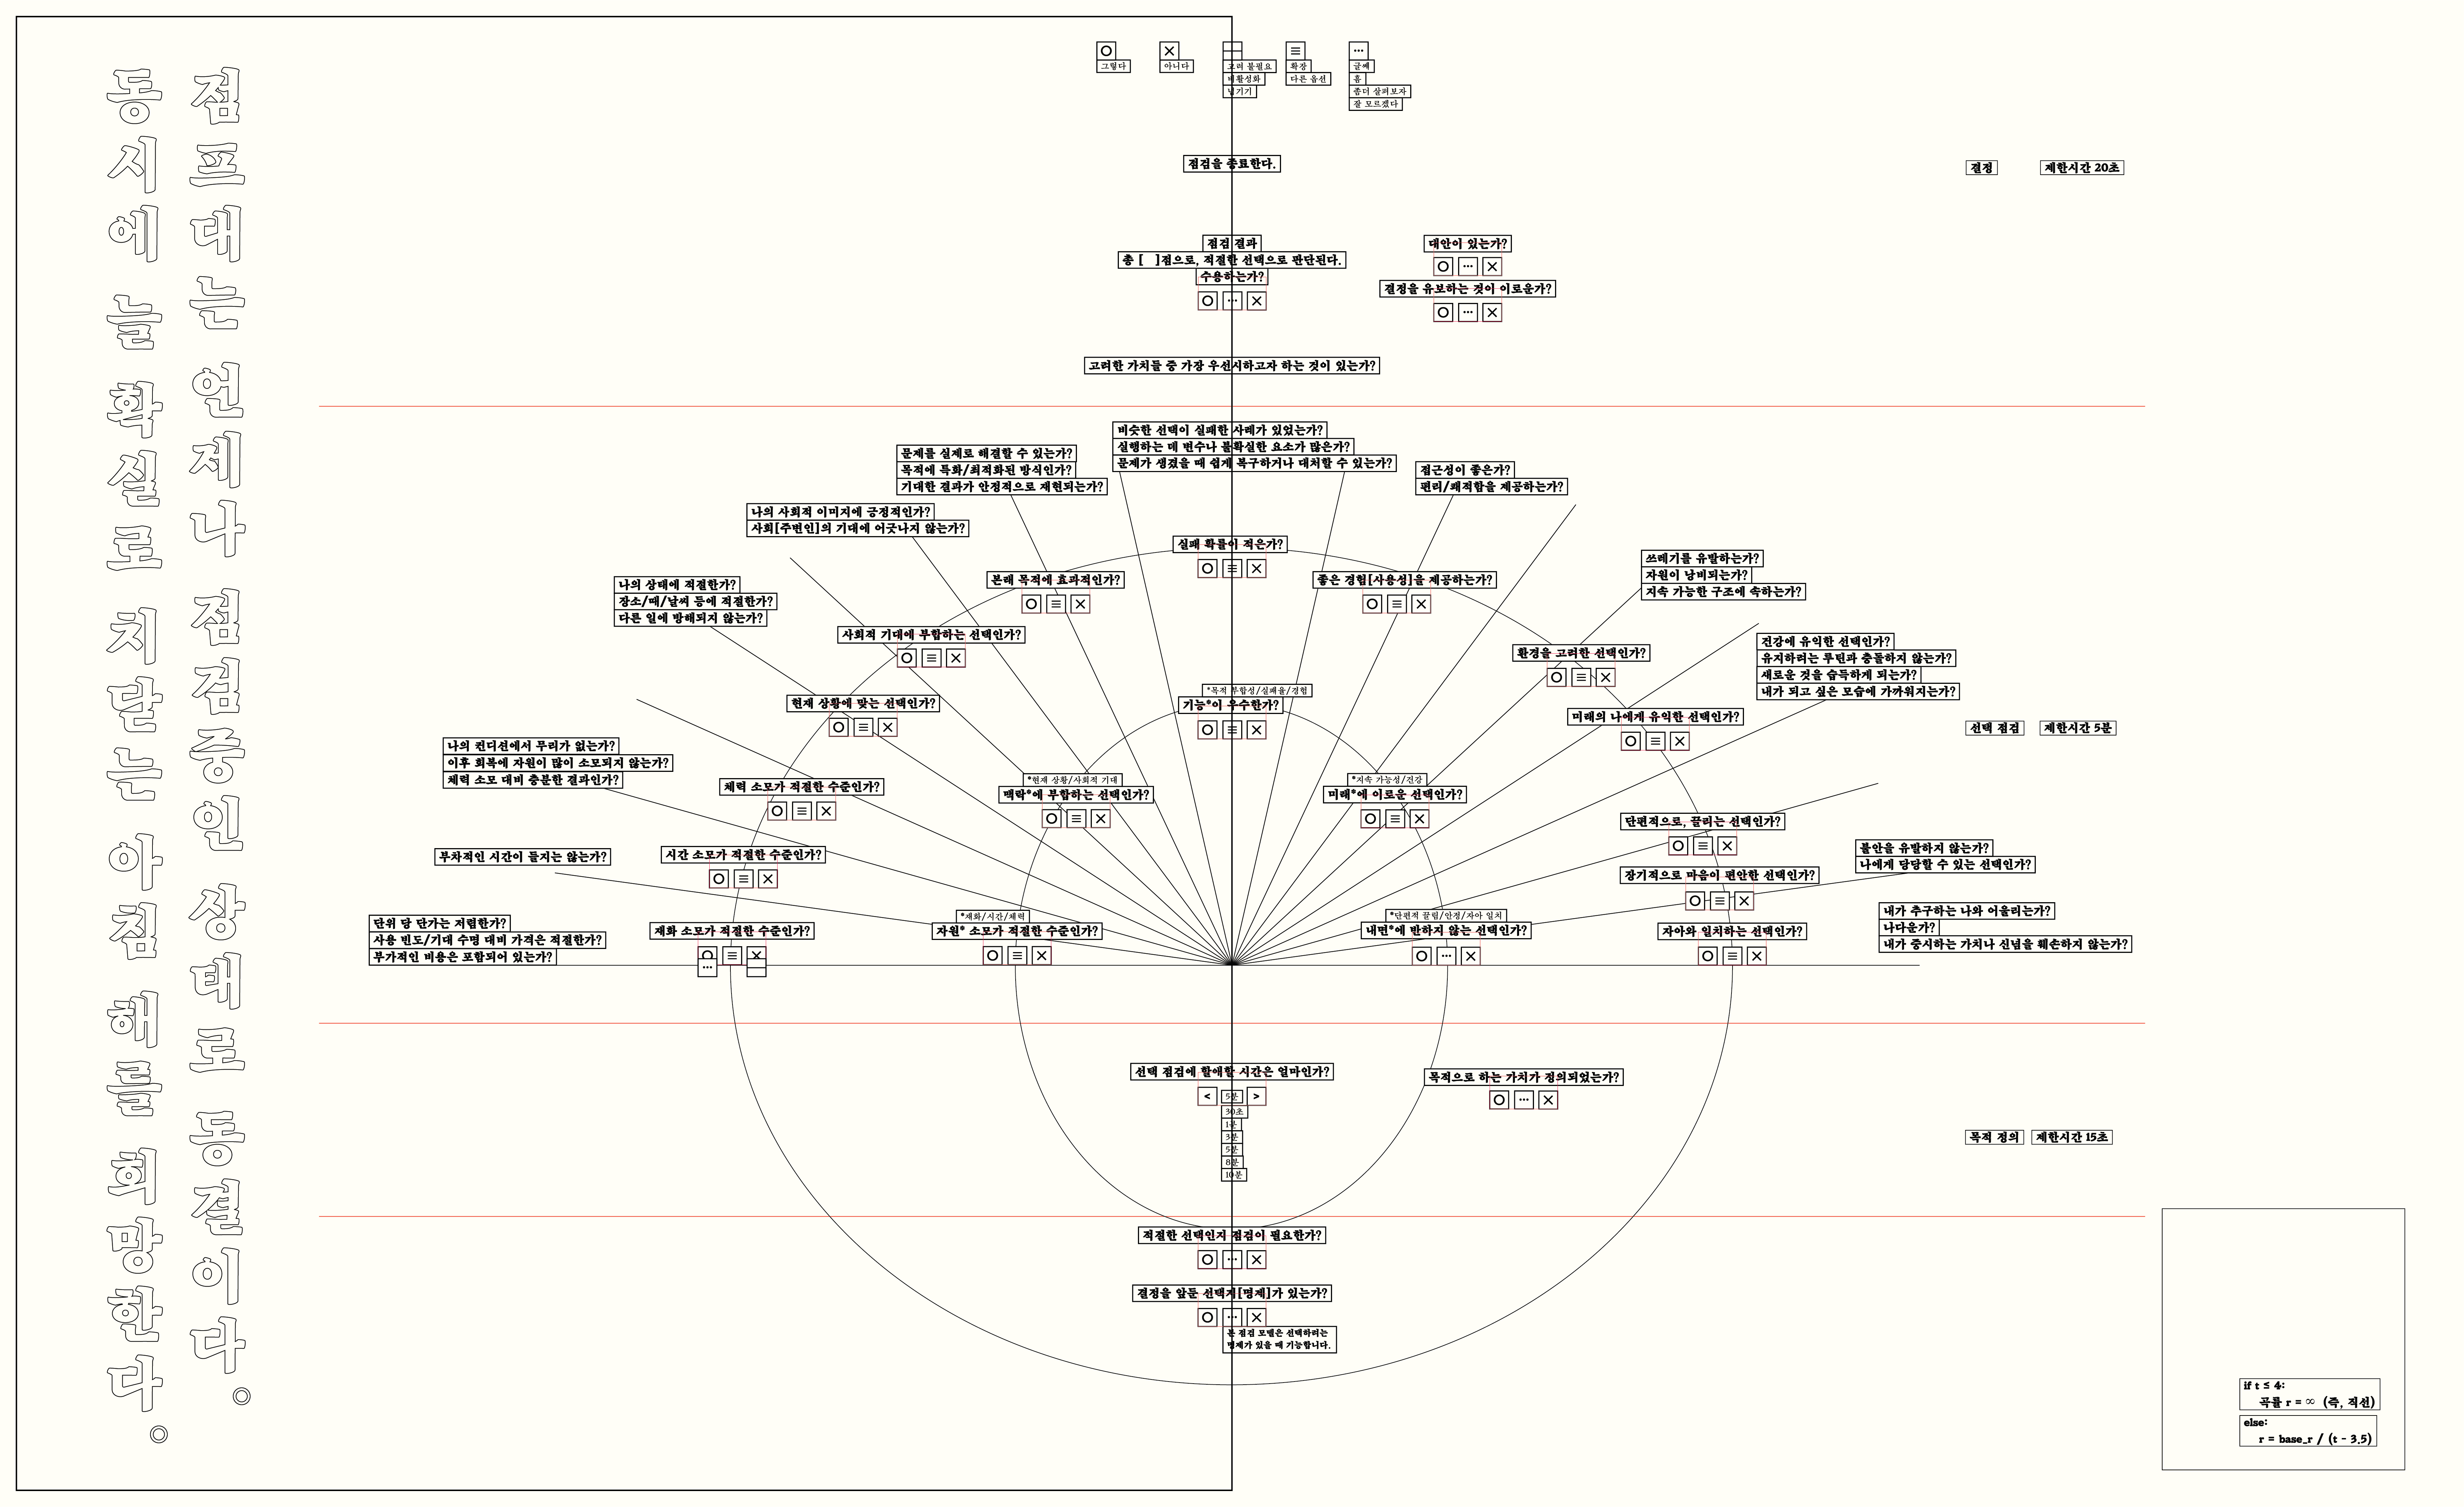 점프대는 언제나 점검중인 상태로 동결이다。
동시에 늘 확실로 치닫는 아침 해를 희망한다。
그렇다
아니다
고려 불필요
비활성화
넘기기
확장
다른 옵션
글쎄
흠
좀더 살펴보자
잘 모르겠다
점검을 종료한다.
결정
제한시간 20초
점검 결과
총 [ ]점으로, 적절한 선택으로 판단된다.
수용하는가?
대안이 있는가?
결정을 유보하는 것이 이로운가?
고려한 가치들 중 가장 우선시하고자 하는 것이 있는가?
비슷한 선택이 실패한 사례가 있었는가?
실행하는 데 변수나 불확실한 요소가 많은가?
문제가 생겼을 때 쉽게 복구하거나 대처할 수 있는가?
문제를 실제로 해결할 수 있는가?
목적에 특화/최적화된 방식인가?
기대한 결과가 안정적으로 재현되는가?
접근성이 좋은가?
편리/쾌적함을 제공하는가?
나의 사회적 이미지에 긍정적인가?
사회[주변인]의 기대에 어긋나지 않는가?
실패 확률이 적은가?
본래 목적에 효과적인가?
좋은 경험[사용성]을 제공하는가?
쓰레기를 유발하는가?
자원이 낭비되는가?
지속 가능한 구조에 속하는가?
나의 상태에 적절한가?
장소/때/날씨 등에 적절한가?
다른 일에 방해되지 않는가?
사회적 기대에 부합하는 선택인가?
환경을 고려한 선택인가?
건강에 유익한 선택인가?
유지하려는 루틴과 충돌하지 않는가?
새로운 것을 습득하게 되는가?
내가 되고 싶은 모습에 가까워지는가?
현재 상황에 맞는 선택인가?
*목적 부합성/실패율/경험
기능*이 우수한가?
미래의 나에게 유익한 선택인가?
선택 점검
제한시간 5분
나의 컨디션에서 무리가 없는가?
이후 회복에 자원이 많이 소모되지 않는가?
체력 소모 대비 충분한 결과인가?
체력 소모가 적절한 수준인가?
*현재 상황/사회적 기대
맥락*에 부합하는 선택인가?
*지속 가능성/건강
미래*에 이로운 선택인가?
단편적으로, 끌리는 선택인가?
부차적인 시간이 들지는 않는가?
시간 소모가 적절한 수준인가?
불안을 유발하지 않는가?
나에게 당당할 수 있는 선택인가?
장기적으로 마음이 편안한 선택인가?
단위 당 단가는 저렴한가?
사용 빈도/기대 수명 대비 가격은 적절한가?
부가적인 비용은 포함되어 있는가?
재화 소모가 적절한 수준인가?
*재화/시간/체력
자원* 소모가 적절한 수준인가?
*단편적 끌림/안정/자아 일치
내면*에 반하지 않는 선택인가?
자아와 일치하는 선택인가?
내가 추구하는 나와 어울리는가?
나다운가?
내가 중시하는 가치나 신념을 훼손하지 않는가?
선택 점검에 할애할 시간은 얼마인가?
< 5분 >
30초
1분
3분
5분
8분
10분
목적으로 하는 가치가 정의되었는가?
목적 정의
제한시간 15초
적절한 선택인지 점검이 필요한가?
결정을 앞둔 선택지[명제]가 있는가?
본 점검 모델은 선택하려는
명제가 있을 때 기능합니다.
if t ≤ 4:
곡률 r = ∞ (즉, 직선)
else:
r = base_r / (t - 3.5)